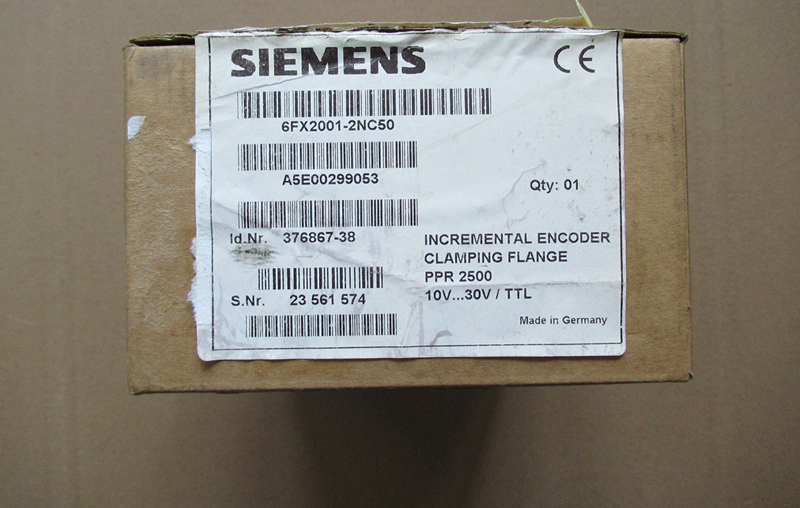 SIEMENS
CE
6FX2001-2NC50
A5E00299053
Qty: 01
Id.Nr. 376867-38
INCREMENTAL ENCODER
CLAMPING FLANGE
PPR 2500
S.Nr. 23 561 574
10V...30V / TTL
Made in Germany